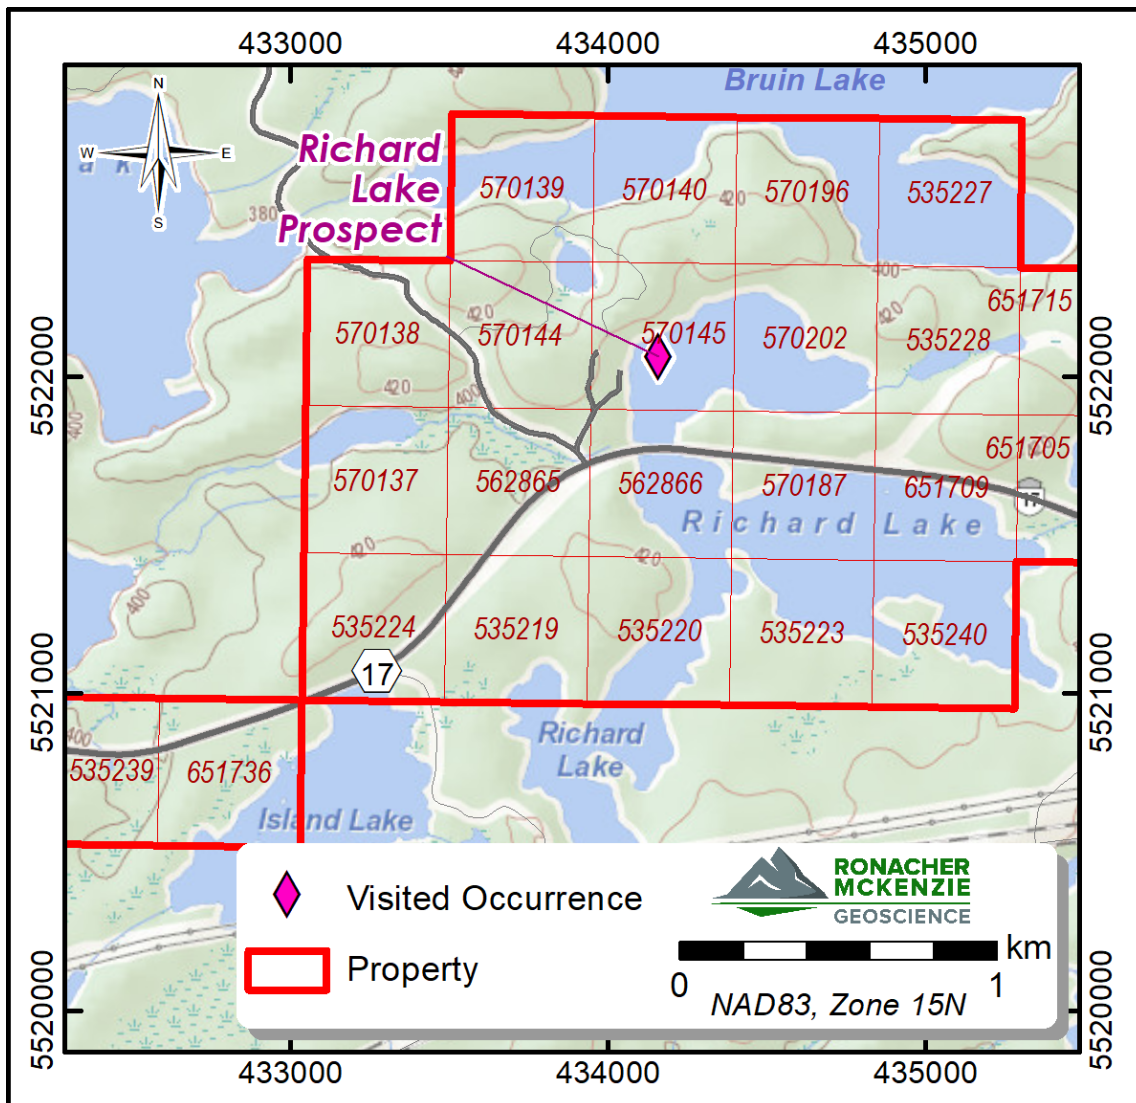 433000 434000 435000
Bruin Lake
N
W E
S
a k
Richard
Lake
Prospect
570139 570140 570196 535227
420
380
400
651715
420
420
570138 570144 570145 570202 535228
5522000 5522000
420
400
400
651705
570137 562865 562866 570187 651709
17
Richard Lake
420
420
400
535224 535219 535220 535223 535240
17
5521000 5521000
400
Richard
Lake
535239 651736
Island Lake
Visited Occurrence
RONACHER
MCKENZIE
GEOSCIENCE
Property
km
0 1
NAD83, Zone 15N
5520000 5520000
433000 434000 435000